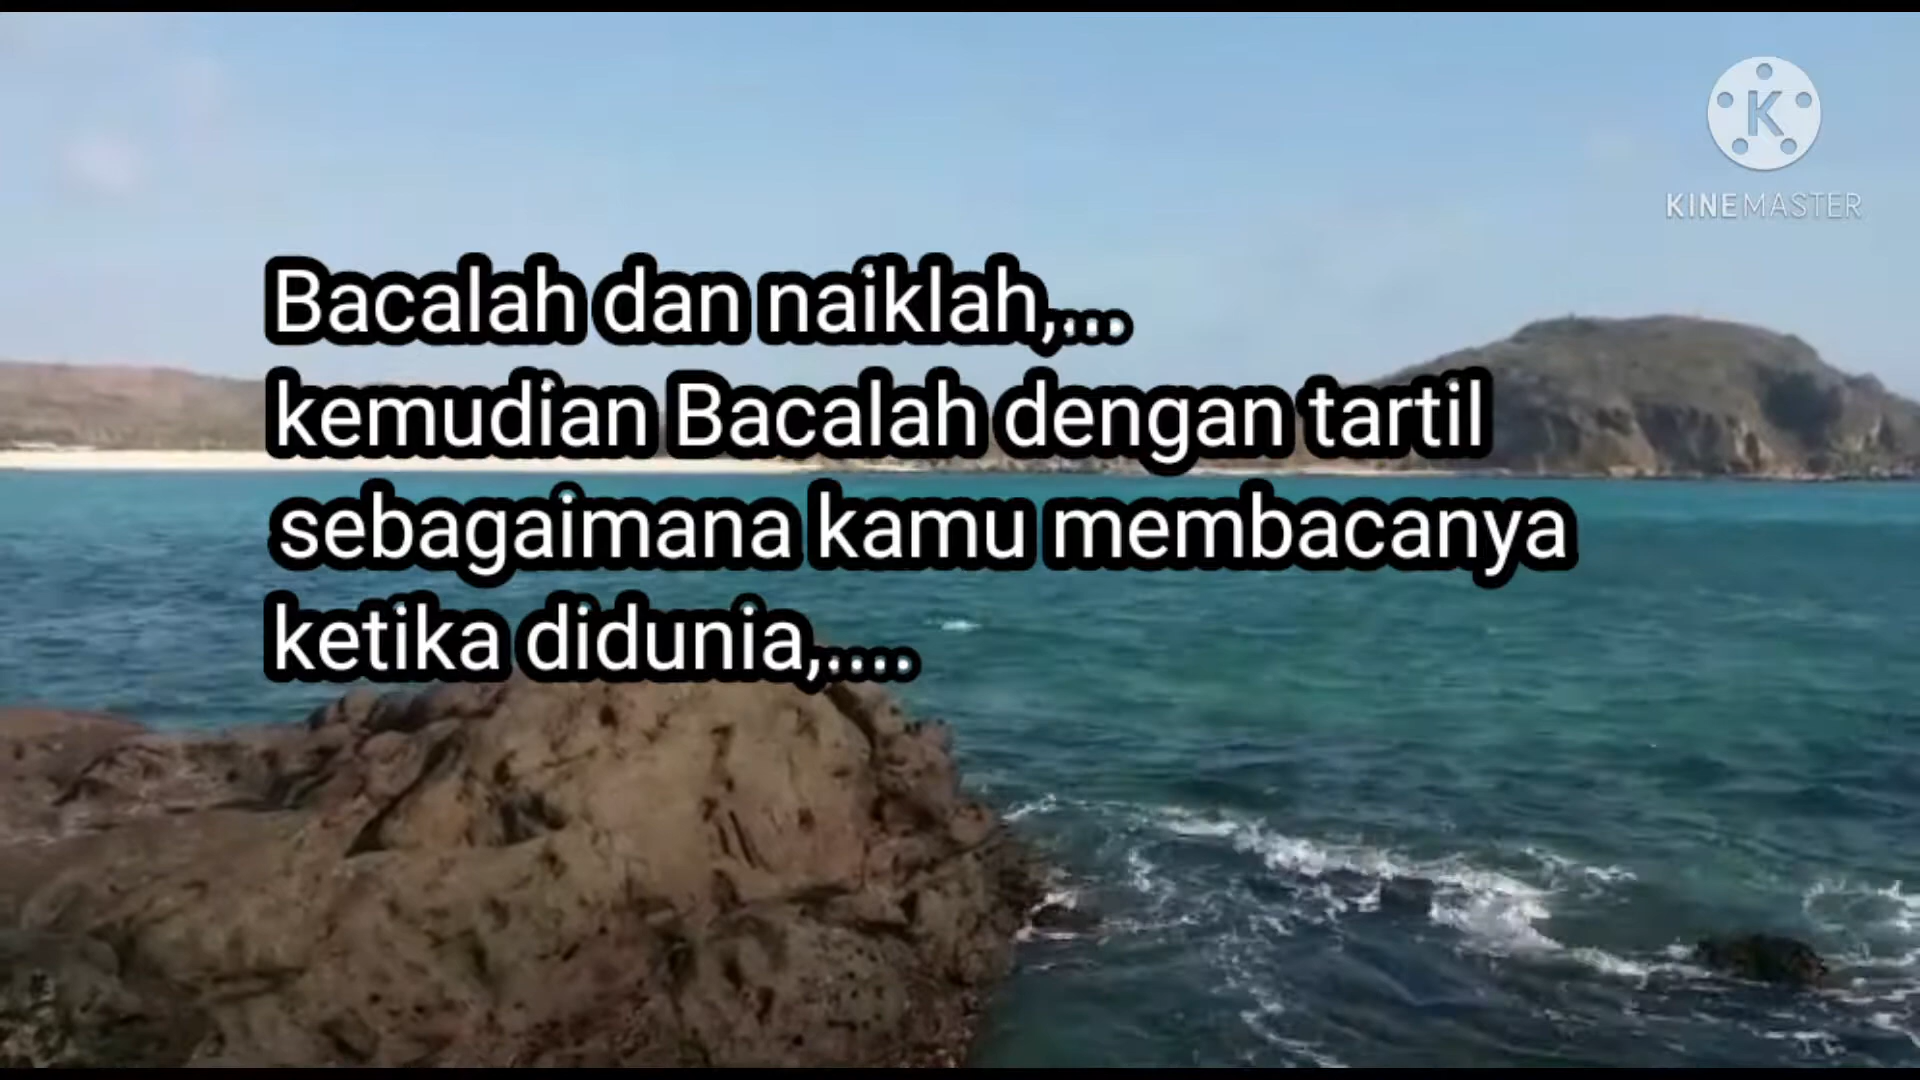 KINEMASTER
Bacalah dan naiklah,...
kemudian Bacalah dengan tartil
sebagaimana kamu membacanya
ketika didunia,....